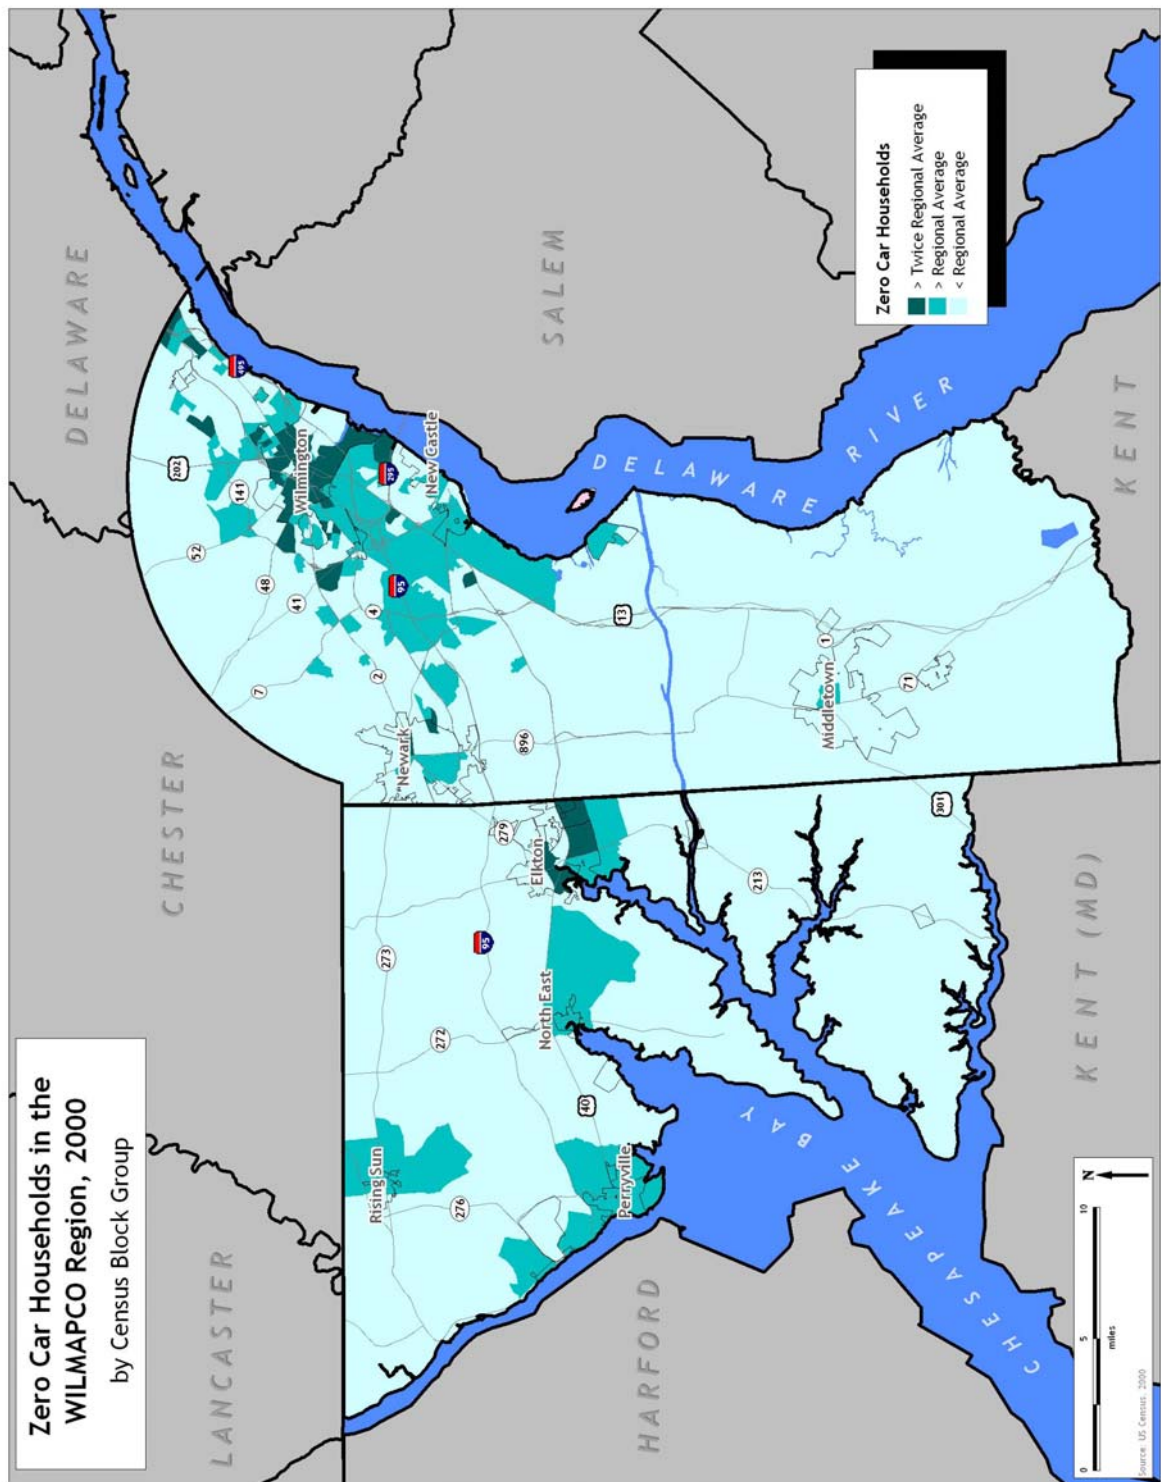 Zero Car Households in the
WILMAPCO Region, 2000
by Census Block Group
LANCASTER
CHESTER
DELAWARE
SALEM
HARFORD
KENT (MD)
KENT
DELAWARE RIVER
CHESAPEAKE BAY
Rising Sun
Perryville
North East
Elkton
Newark
Wilmington
New Castle
Middletown
276
273
272
95
40
279
213
301
896
7
2
4
41
48
52
141
202
495
295
95
13
1
71
Zero Car Households
> Twice Regional Average
> Regional Average
< Regional Average
0 5 10
miles
N
Source: US Census, 2000